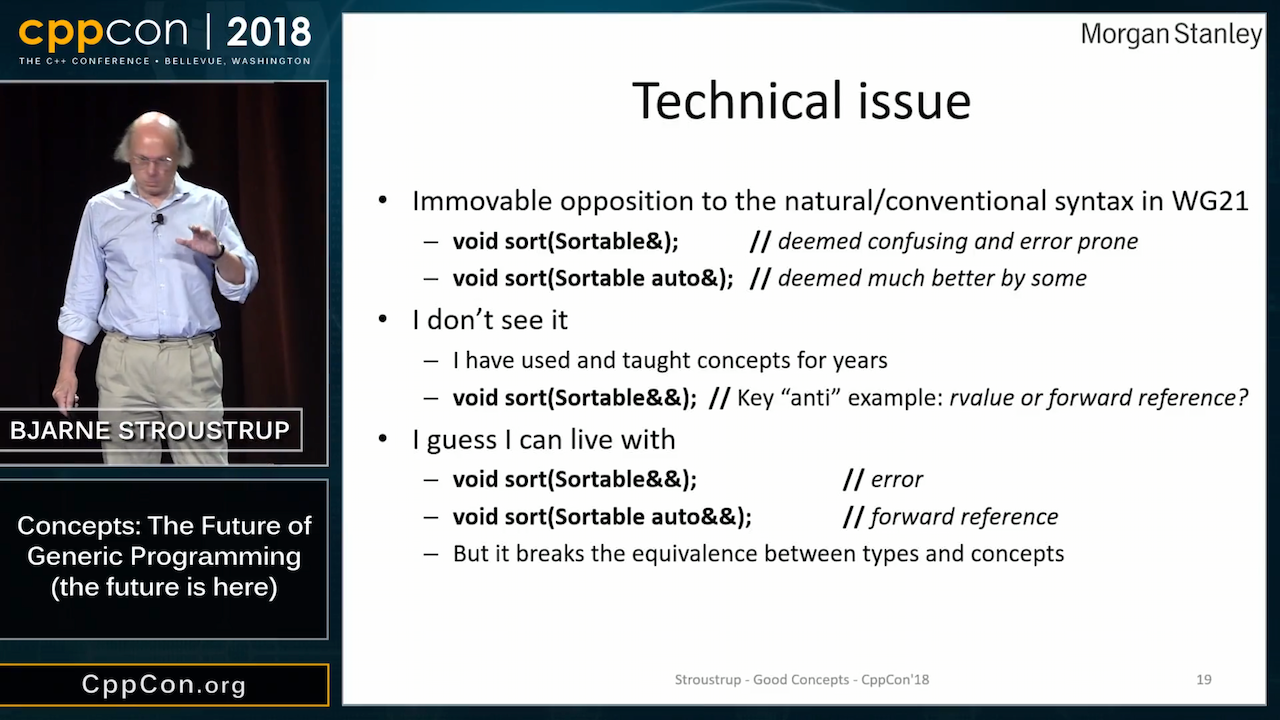 cppcon | 2018
THE C++ CONFERENCE • BELLEVUE, WASHINGTON
BJARNE STROUSTRUP
Concepts: The Future of
Generic Programming
(the future is here)
CppCon.org
Morgan Stanley
Technical issue
• Immovable opposition to the natural/conventional syntax in WG21
– void sort(Sortable&); // deemed confusing and error prone
– void sort(Sortable auto&); // deemed much better by some
• I don’t see it
– I have used and taught concepts for years
– void sort(Sortable&&); // Key “anti” example: rvalue or forward reference?
• I guess I can live with
– void sort(Sortable&&); // error
– void sort(Sortable auto&&); // forward reference
– But it breaks the equivalence between types and concepts
Stroustrup - Good Concepts - CppCon'18 19